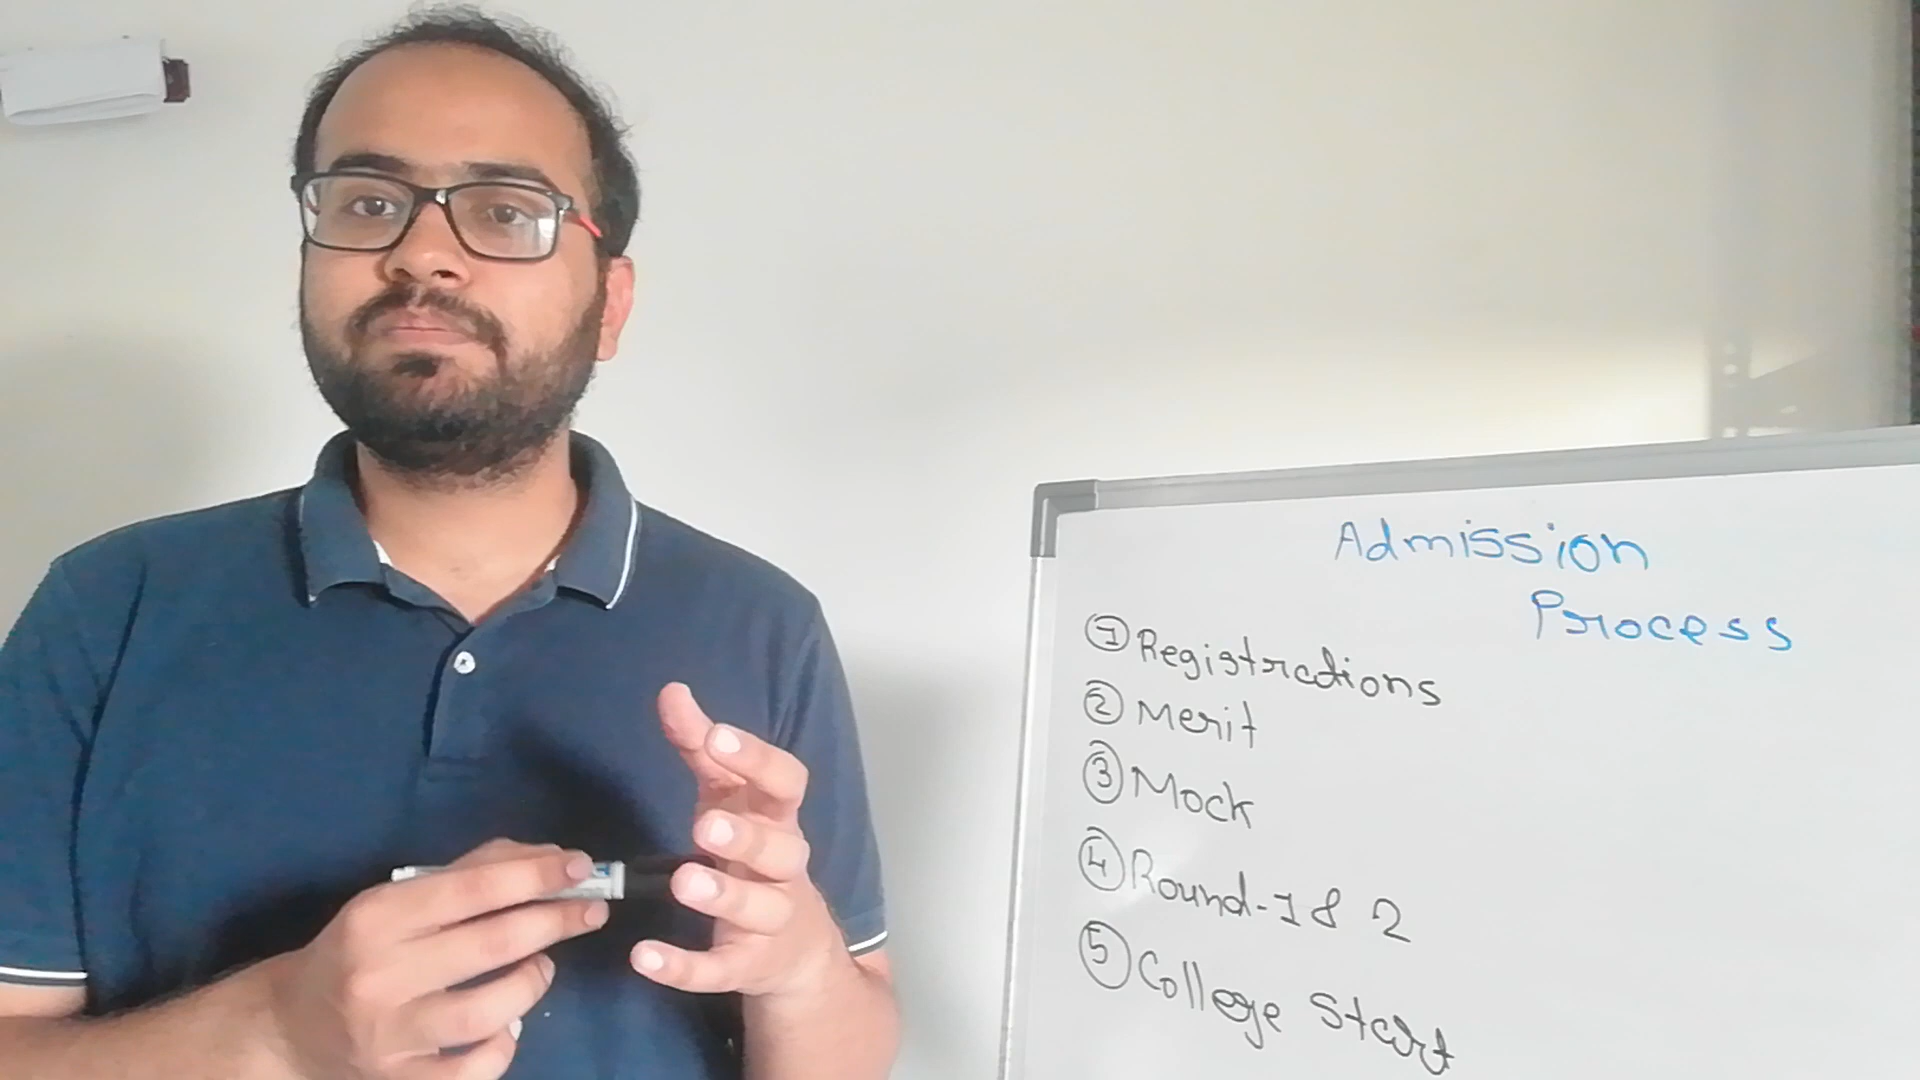 Admission
Process
① Registrations
② Merit
③ Mock
④ Round-1 & 2
⑤ College Start